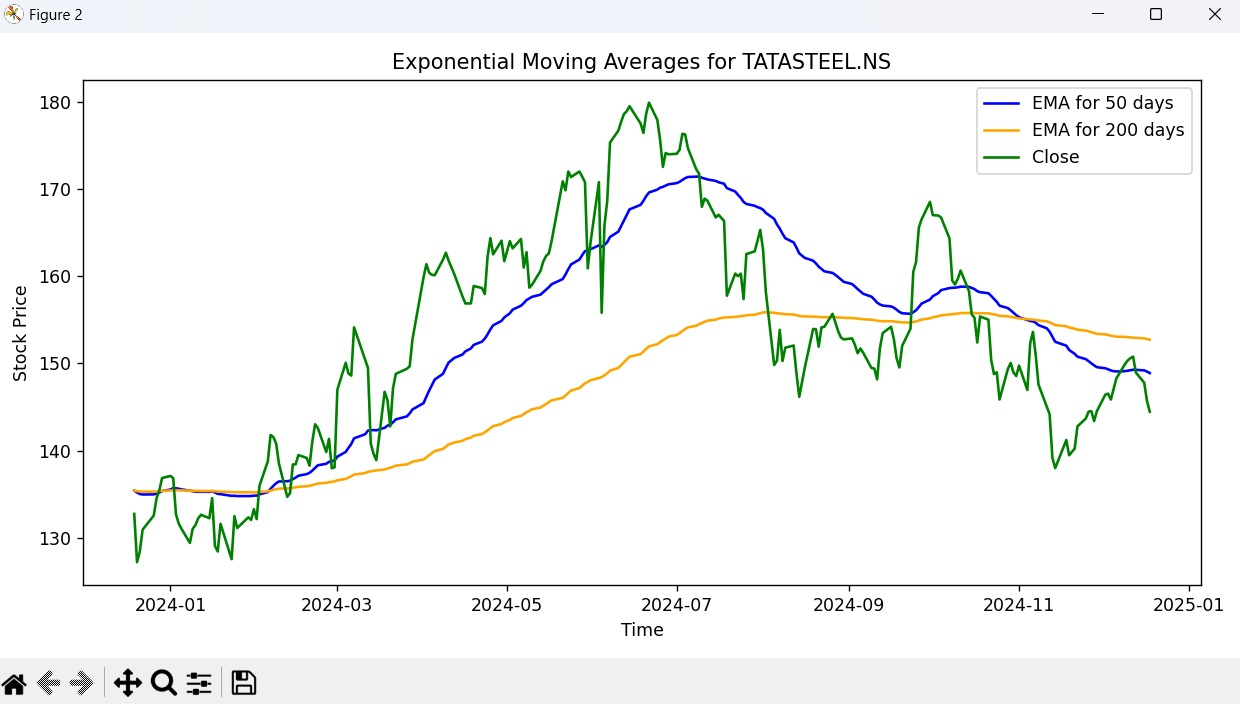 Figure 2
Exponential Moving Averages for TATASTEEL.NS
EMA for 50 days
EMA for 200 days
Close
180
170
160
150
140
130
Stock Price
2024-01 2024-03 2024-05 2024-07 2024-09 2024-11 2025-01
Time